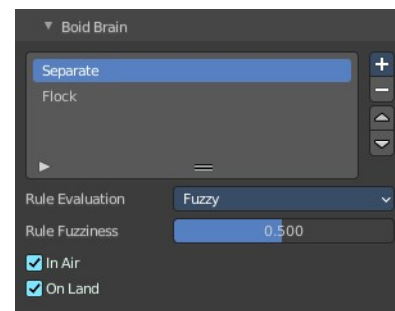 Boid Brain
Separate
Flock
Rule Evaluation Fuzzy
Rule Fuzziness 0.500
In Air
On Land